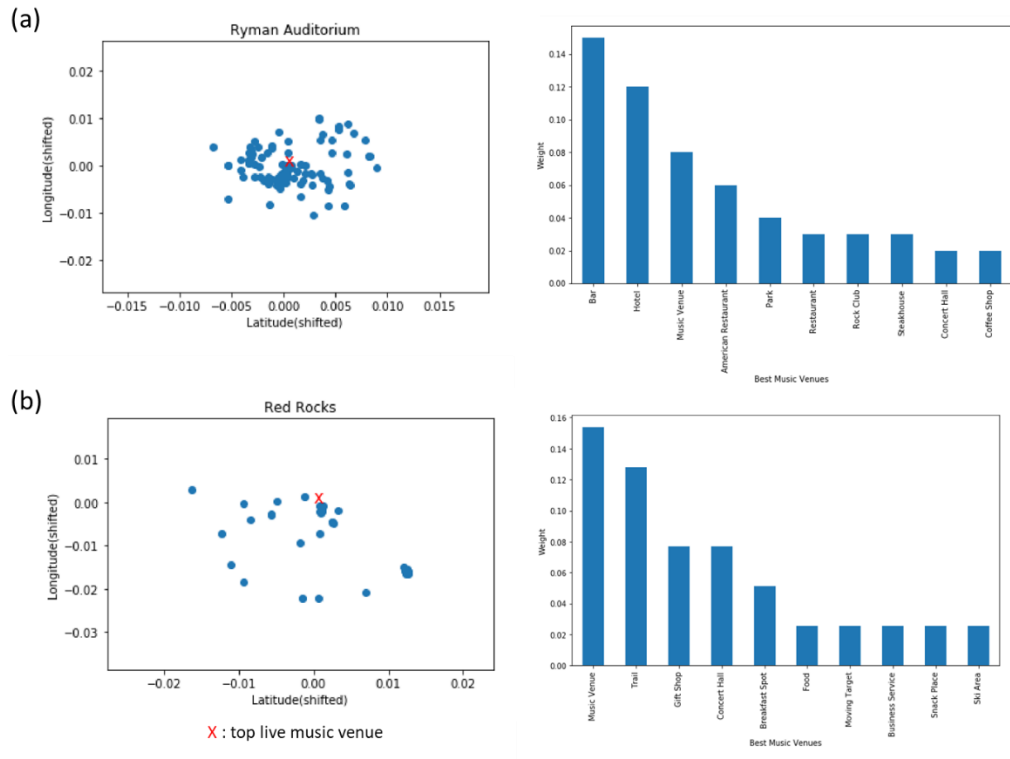 (a)
Ryman Auditorium
Longitude(shifted)
0.02
0.01
0.00
−0.01
−0.02
−0.015 −0.010 −0.005 0.000 0.005 0.010 0.015
Latitude(shifted)
Weight
0.14
0.12
0.10
0.08
0.06
0.04
0.02
0.00
Bar
Hotel
Music Venue
American Restaurant
Park
Restaurant
Rock Club
Steakhouse
Concert Hall
Coffee Shop
Best Music Venues
(b)
Red Rocks
Longitude(shifted)
0.01
0.00
−0.01
−0.02
−0.03
−0.02 −0.01 0.00 0.01 0.02
Latitude(shifted)
X : top live music venue
Weight
0.16
0.14
0.12
0.10
0.08
0.06
0.04
0.02
0.00
Music Venue
Trail
Gift Shop
Concert Hall
Breakfast Spot
Food
Moving Target
Business Service
Snack Place
Ski Area
Best Music Venues